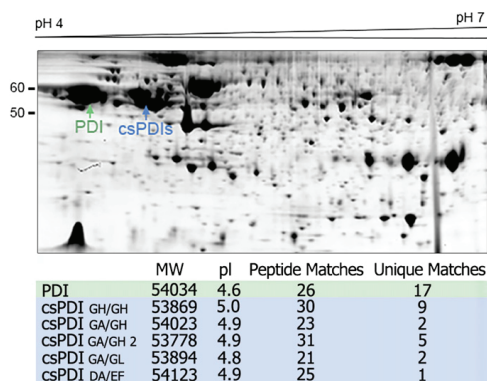 pH 4 pH 7
60
50
PDI csPDIs
MW pI Peptide Matches Unique Matches
PDI 54034 4.6 26 17
csPDI GH/GH 53869 5.0 30 9
csPDI GA/GH 54023 4.9 23 2
csPDI GA/GH 2 53778 4.9 31 5
csPDI GA/GL 53894 4.8 21 2
csPDI DA/EF 54123 4.9 25 1